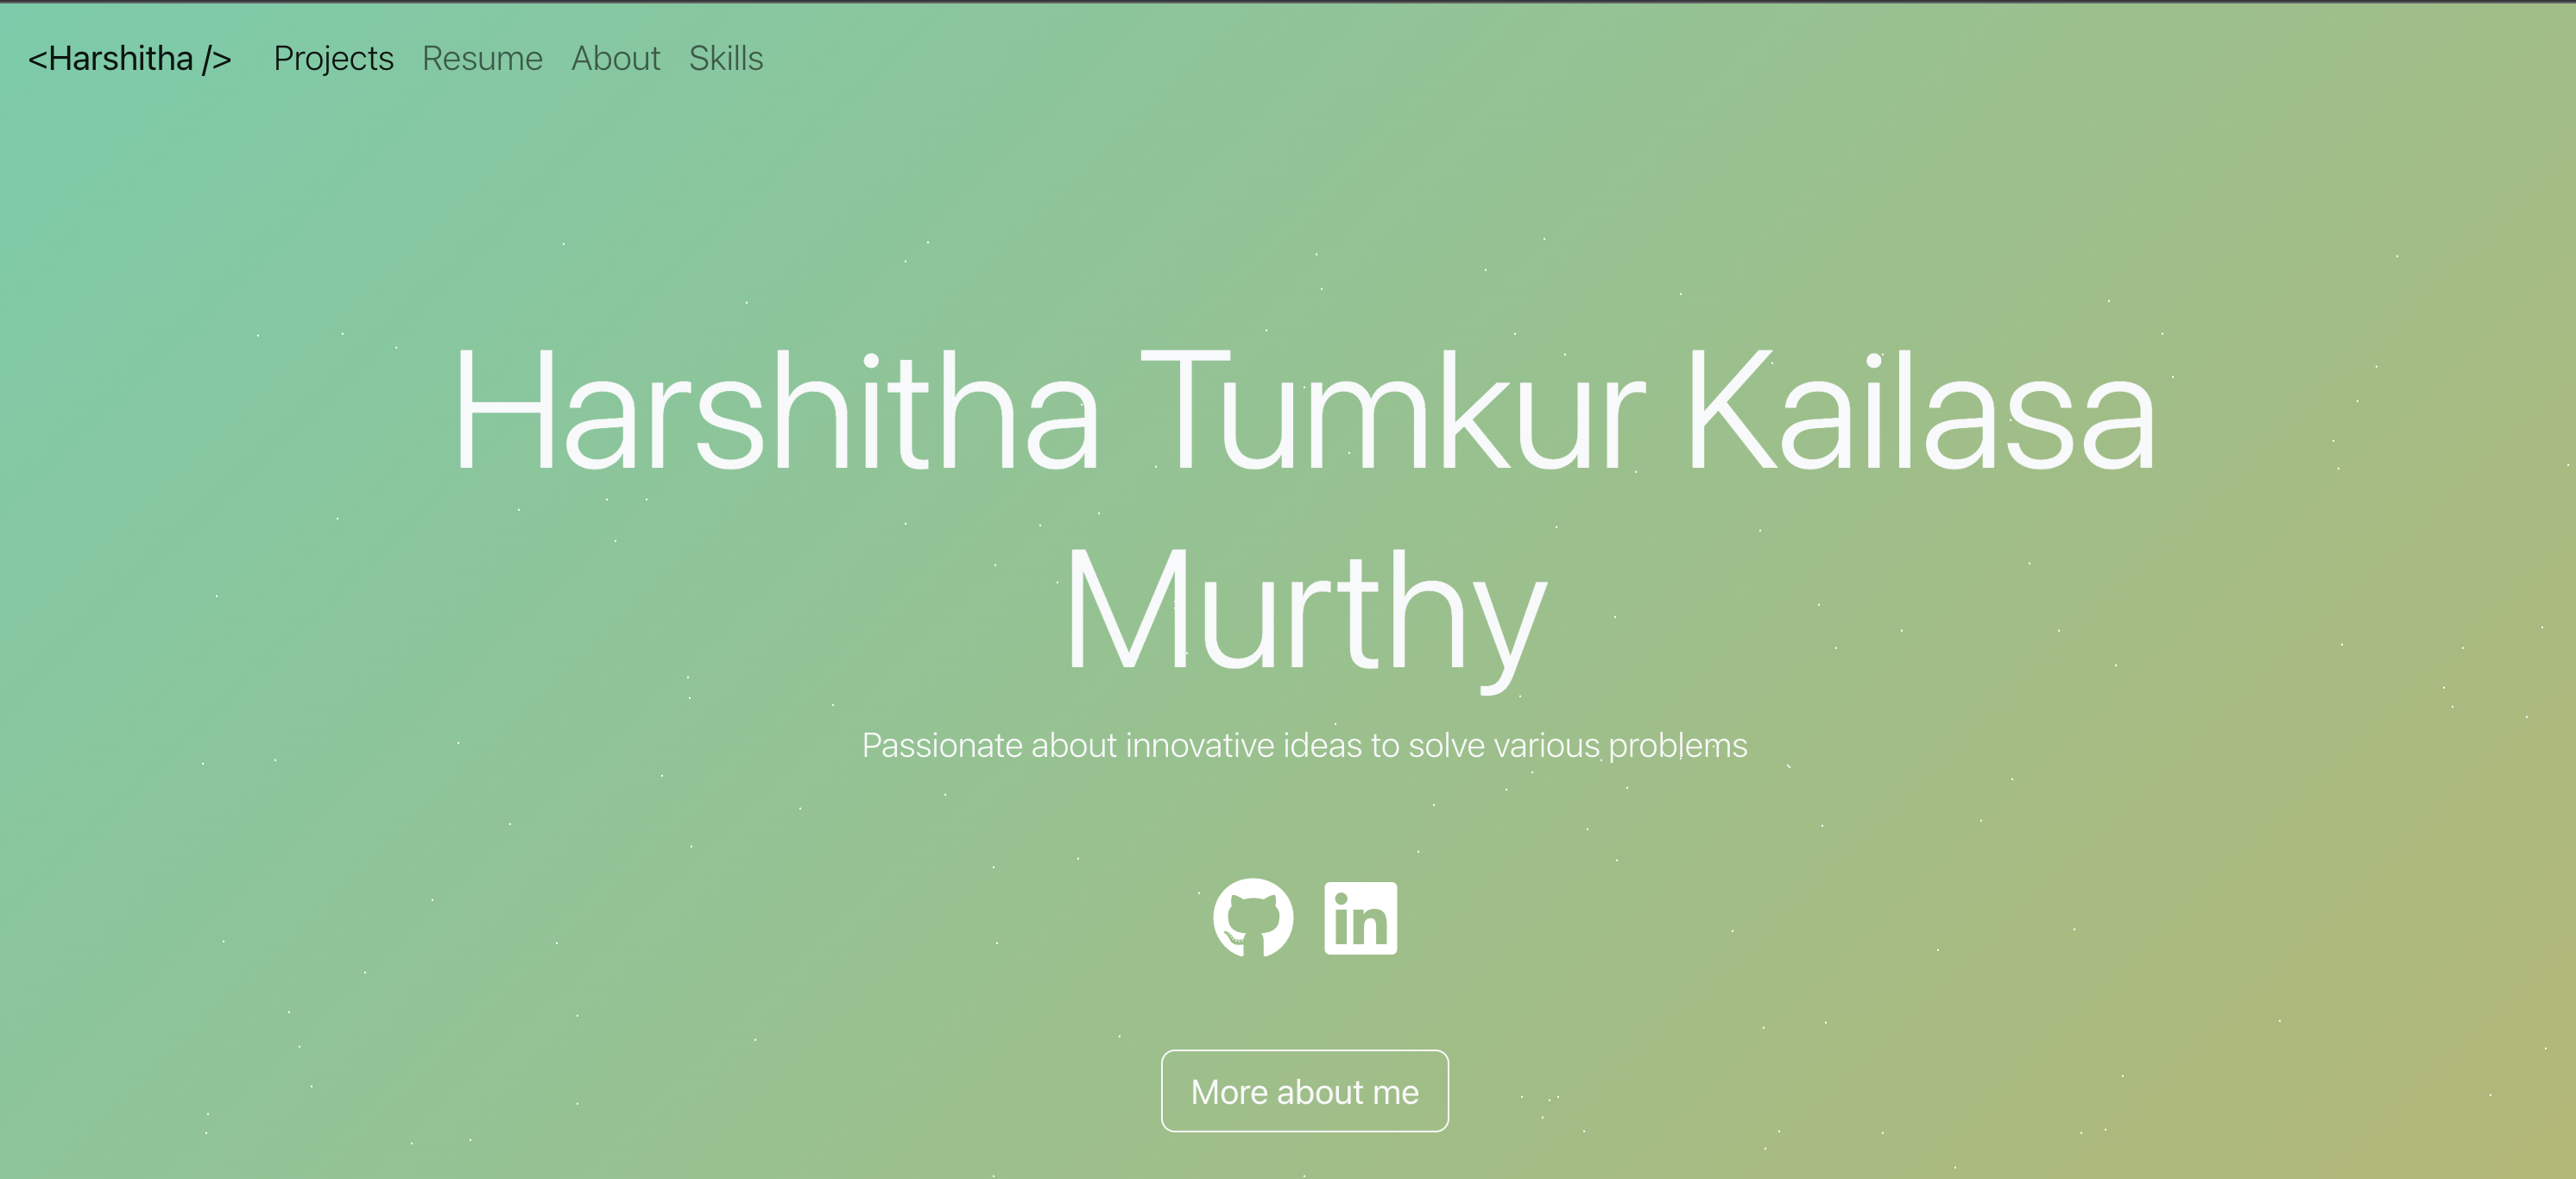 <Harshitha /> Projects Resume About Skills
Harshitha Tumkur Kailasa
Murthy
Passionate about innovative ideas to solve various problems
in
More about me